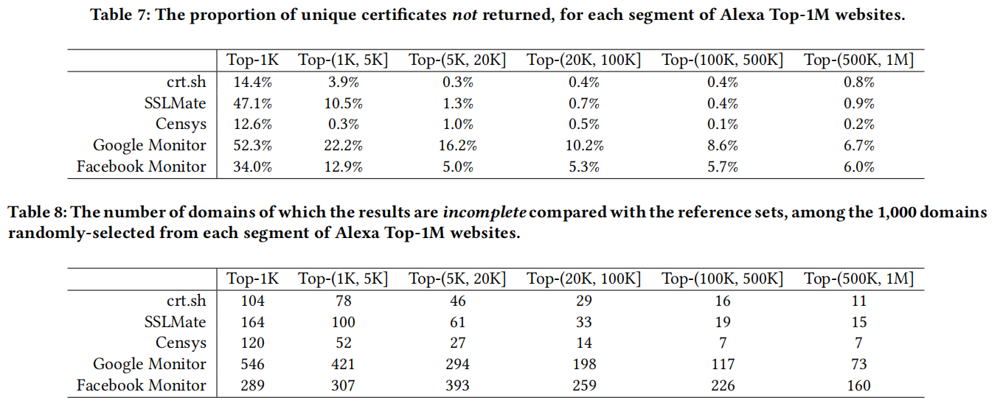 Table 7: The proportion of unique certificates not returned, for each segment of Alexa Top-1M websites.
Top-1K Top-(1K, 5K] Top-(5K, 20K] Top-(20K, 100K] Top-(100K, 500K] Top-(500K, 1M]
crt.sh 14.4% 3.9% 0.3% 0.4% 0.4% 0.8%
SSLMate 47.1% 10.5% 1.3% 0.7% 0.4% 0.9%
Censys 12.6% 0.3% 1.0% 0.5% 0.1% 0.2%
Google Monitor 52.3% 22.2% 16.2% 10.2% 8.6% 6.7%
Facebook Monitor 34.0% 12.9% 5.0% 5.3% 5.7% 6.0%
Table 8: The number of domains of which the results are incomplete compared with the reference sets, among the 1,000 domains
randomly-selected from each segment of Alexa Top-1M websites.
Top-1K Top-(1K, 5K] Top-(5K, 20K] Top-(20K, 100K] Top-(100K, 500K] Top-(500K, 1M]
crt.sh 104 78 46 29 16 11
SSLMate 164 100 61 33 19 15
Censys 120 52 27 14 7 7
Google Monitor 546 421 294 198 117 73
Facebook Monitor 289 307 393 259 226 160